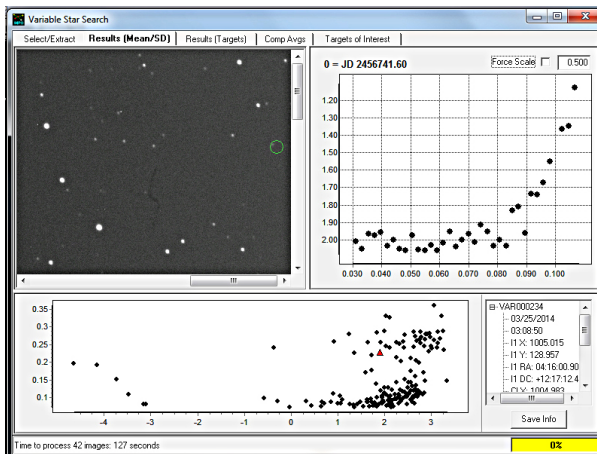 Variable Star Search
Select/Extract Results (Mean/SD) Results (Targets) Comp Avgs Targets of Interest
0 = JD 2456741.60 Force Scale 0.500
1.20
1.30
1.40
1.50
1.60
1.70
1.80
1.90
2.00
0.030 0.040 0.050 0.060 0.070 0.080 0.090 0.100
0.35
0.3
0.25
0.2
0.15
0.1
-4 -3 -2 -1 0 1 2 3
VAR000234
03/25/2014
03:08:50
I1 X: 1005.015
I1 Y: 128.957
I1 RA: 04:16:00.90
I1 DC: +12:17:12.4
Save Info
Time to process 42 images: 127 seconds 0%